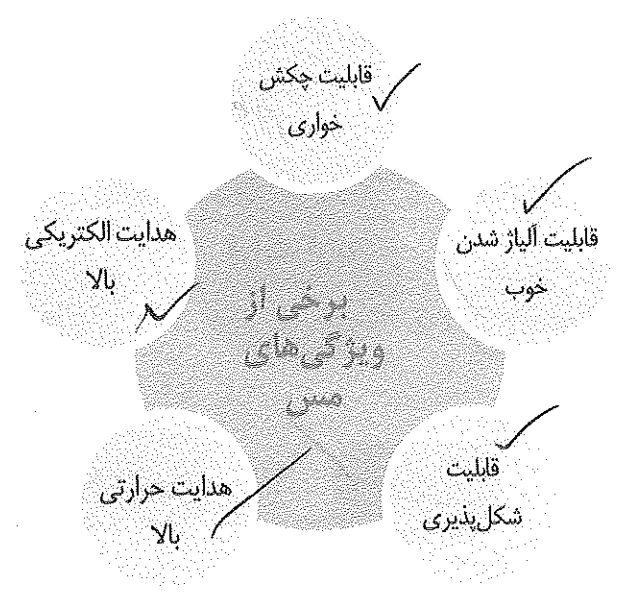 قابلیت چکش
خواری
قابلیت آلیاژ شدن
خوب
هدایت الکتریکی
بالا
برخی از
ویژگی‌های
مس
قابلیت
شکل‌پذیری
هدایت حرارتی
بالا